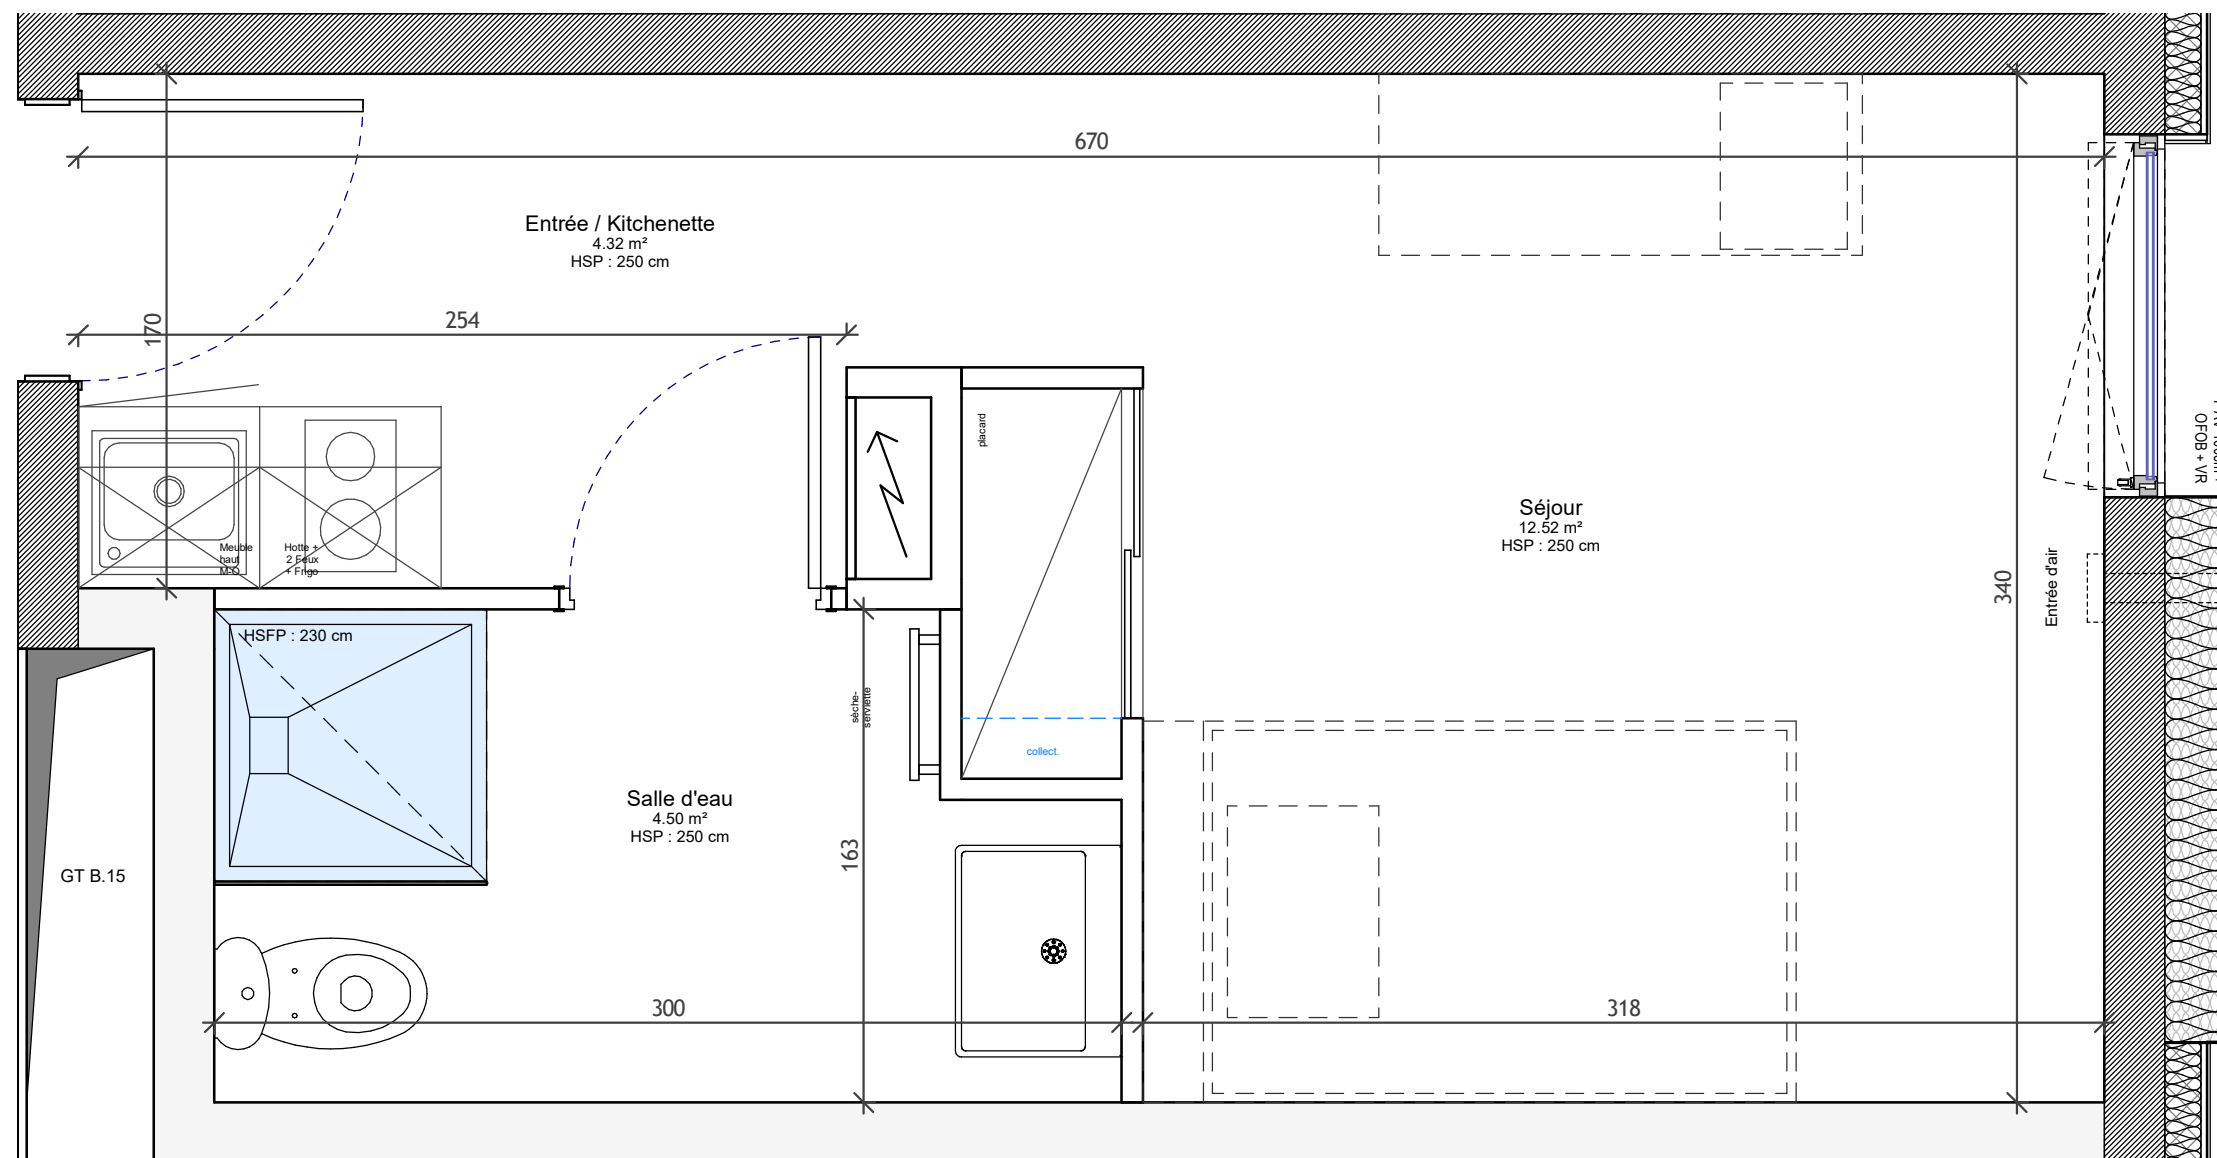 670
Entrée / Kitchenette
4.32 m²
HSP : 250 cm
254
170
placard
Séjour
12.52 m²
HSP : 250 cm
OFOB + VR
Entrée d'air
340
Meuble
haut
M-O
Hotte +
2 Feux
+ Frigo
HSFP : 230 cm
sèche-
serviette
collect.
Salle d'eau
4.50 m²
HSP : 250 cm
163
GT B.15
300
318